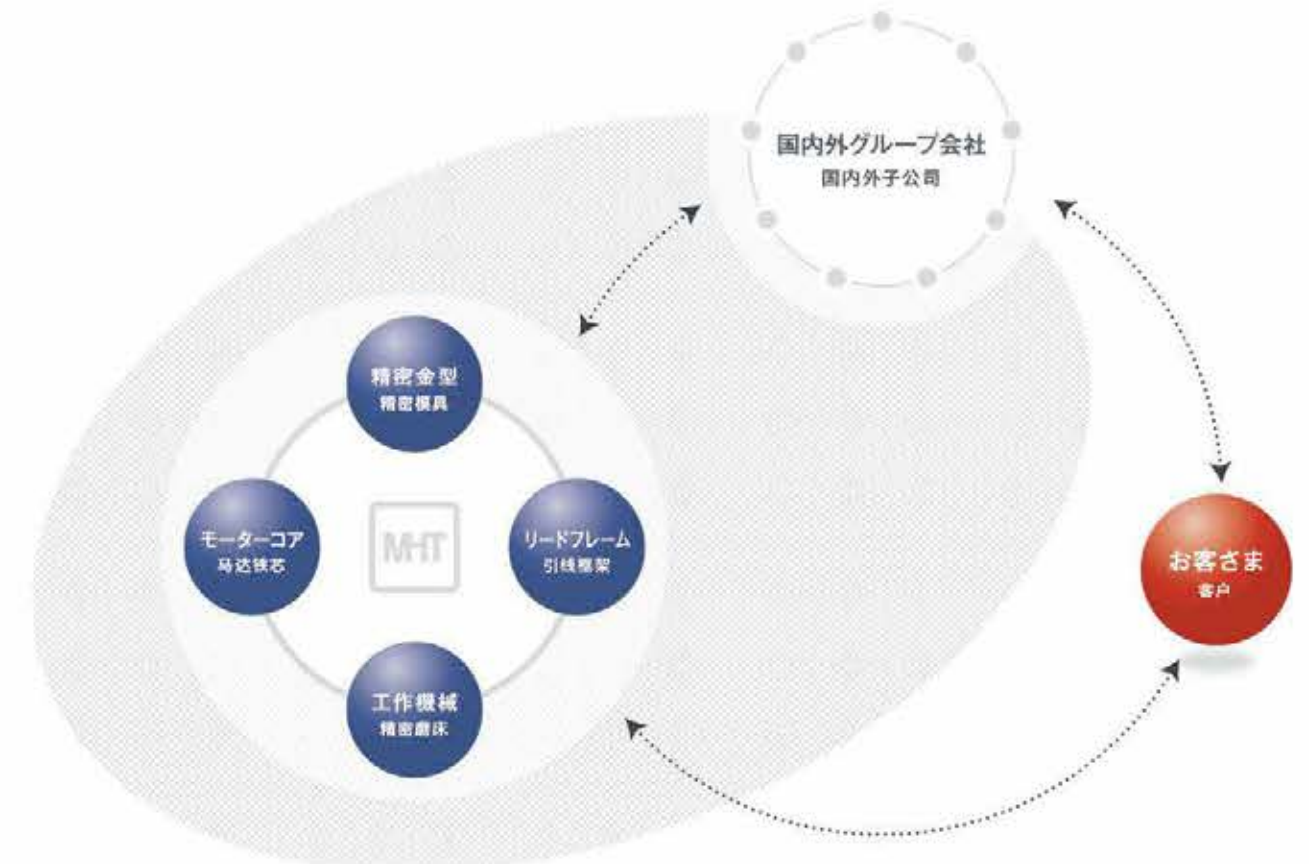 国内外グループ会社
国内外子公司
精密金型
精密模具
モーターコア
马达铁芯
MHT
リードフレーム
引线框架
お客さま
客户
工作機械
精密磨床